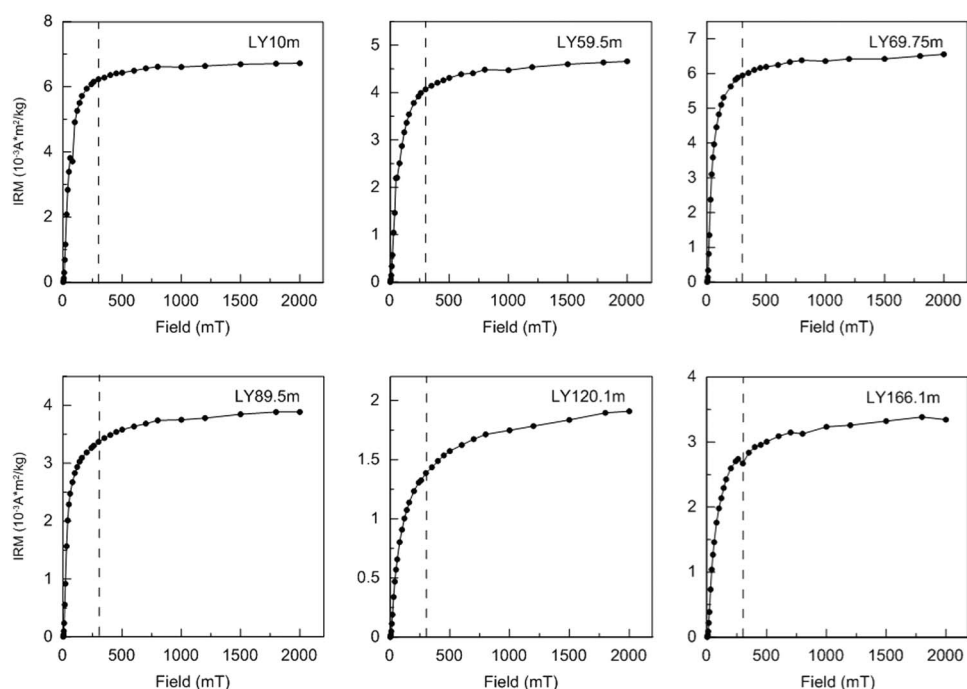 LY10m
8
6
4
2
0
IRM (10⁻³A*m²/kg)
0 500 1000 1500 2000
Field (mT)
LY59.5m
5
4
3
2
1
0
0 500 1000 1500 2000
Field (mT)
LY69.75m
7
6
5
4
3
2
1
0
0 500 1000 1500 2000
Field (mT)
LY89.5m
4
3
2
1
0
IRM (10⁻³A*m²/kg)
0 500 1000 1500 2000
Field (mT)
LY120.1m
2
1.5
1
0.5
0
0 500 1000 1500 2000
Field (mT)
LY166.1m
4
3
2
1
0
0 500 1000 1500 2000
Field (mT)